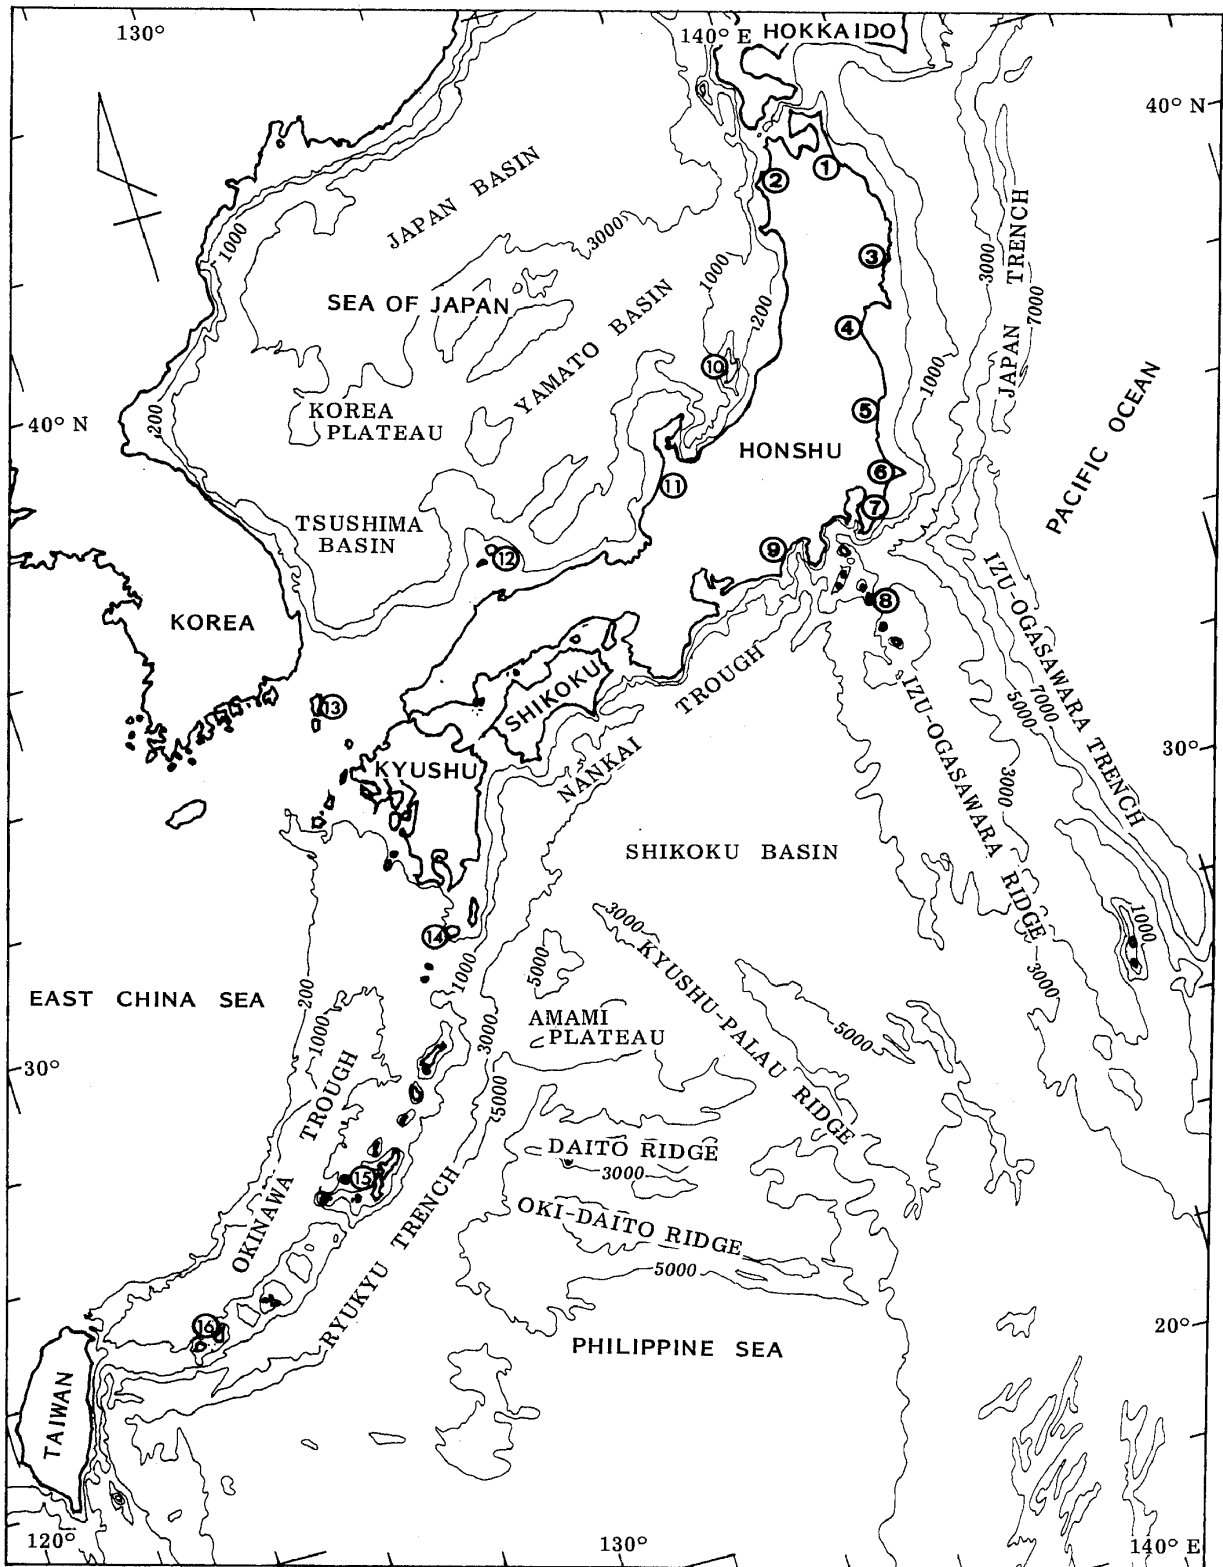 130°
140° E
HOKKAIDO
40° N
①
②
JAPAN BASIN
1000
3000
③
3000
JAPAN TRENCH
7000
SEA OF JAPAN
1000
200
YAMATO BASIN
④
⑩
1000
KOREA
PLATEAU
40° N
200
⑤
PACIFIC OCEAN
HONSHU
⑥
⑪
⑦
TSUSHIMA
BASIN
⑫
⑨
⑧
IZU-OGASAWARA TRENCH
KOREA
SHIKOKU
TROUGH
NANKAI
IZU-OGASAWARA RIDGE
5000
7000
⑬
30°
KYUSHU
3000
SHIKOKU BASIN
3000
1000
⑭
KYUSHU-PALAU RIDGE
5000
1000
3000
EAST CHINA SEA
200
1000
AMAMI
PLATEAU
5000
3000
5000
30°
OKINAWA TROUGH
DAITO RIDGE
3000
⑮
OKI-DAITO RIDGE
5000
RYUKYU TRENCH
⑯
20°
PHILIPPINE SEA
TAIWAN
120°
130°
140° E